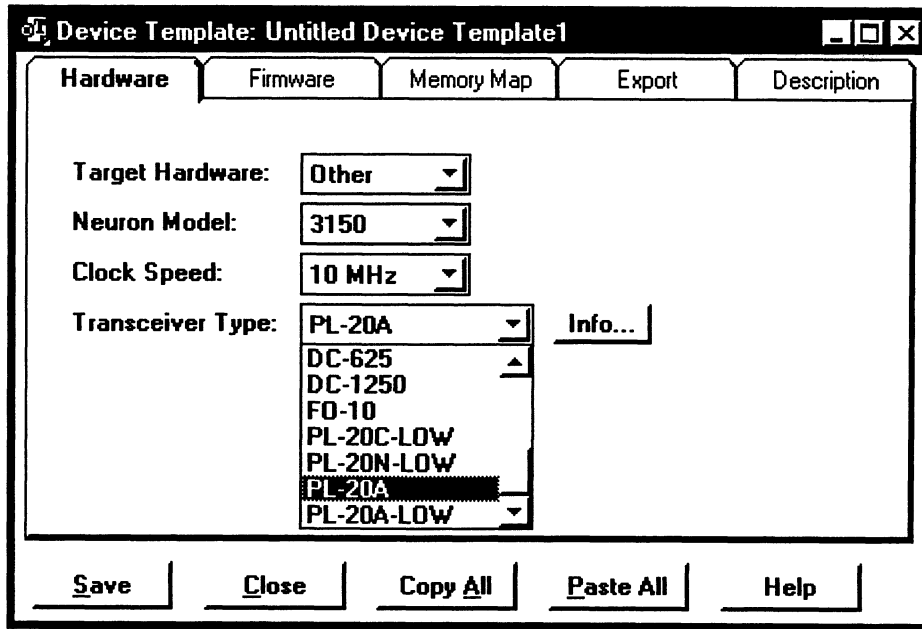 Device Template: Untitled Device Template1
Hardware Firmware Memory Map Export Description
Target Hardware: Other
Neuron Model: 3150
Clock Speed: 10 MHz
Transceiver Type: PL-20A Info...
DC-625
DC-1250
FO-10
PL-20C-LOW
PL-20N-LOW
PL-20A
PL-20A-LOW
Save Close Copy All Paste All Help